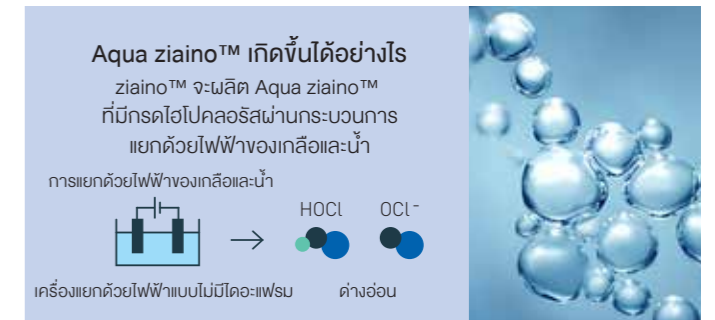 Aqua ziaino™ เกิดขึ้นได้อย่างไร
ziaino™ จะผลิต Aqua ziaino™
ที่มีกรดไฮโปคลอรัสผ่านกระบวนการ
แยกด้วยไฟฟ้าของเกลือและน้ำ
การแยกด้วยไฟฟ้าของเกลือและน้ำ
HOCl OCl⁻
เครื่องแยกด้วยไฟฟ้าแบบไม่มีไดอะแฟรม ด่างอ่อน